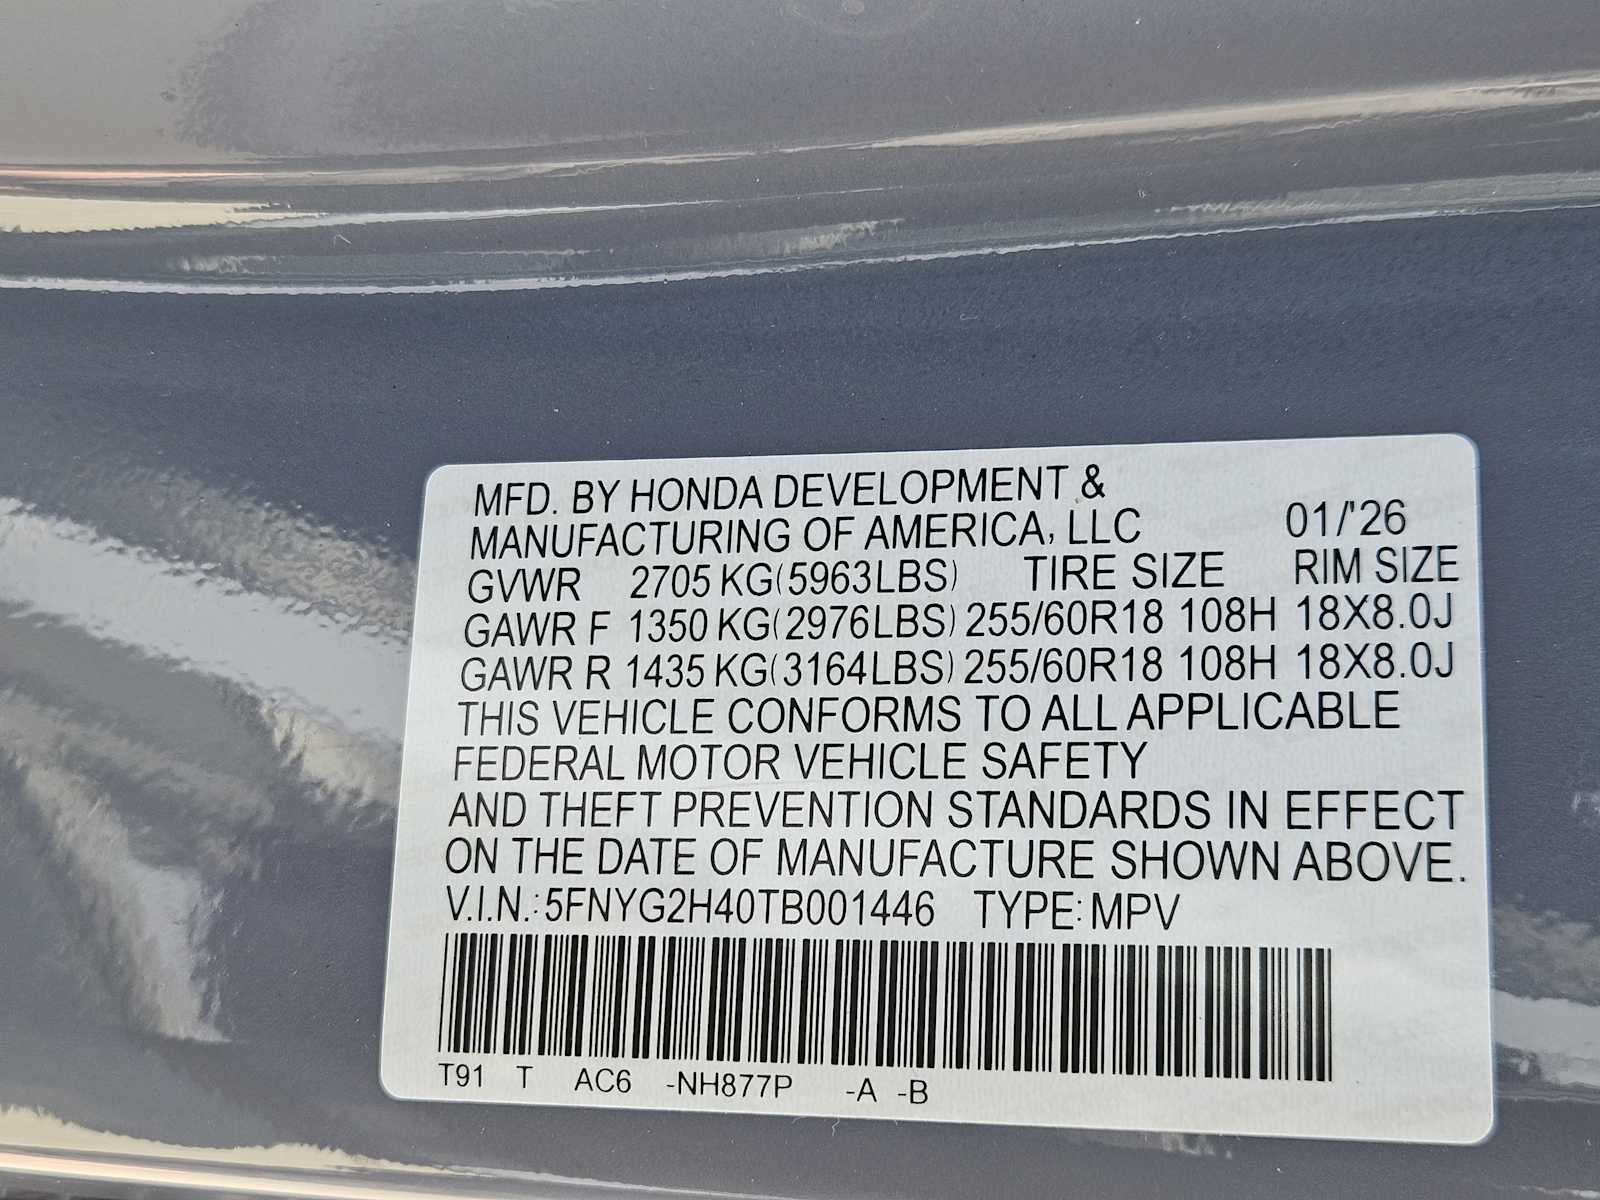 MFD. BY HONDA DEVELOPMENT &
MANUFACTURING OF AMERICA, LLC 01/'26
GVWR 2705 KG(5963LBS) TIRE SIZE RIM SIZE
GAWR F 1350 KG(2976LBS) 255/60R18 108H 18X8.0J
GAWR R 1435 KG(3164LBS) 255/60R18 108H 18X8.0J
THIS VEHICLE CONFORMS TO ALL APPLICABLE
FEDERAL MOTOR VEHICLE SAFETY
AND THEFT PREVENTION STANDARDS IN EFFECT
ON THE DATE OF MANUFACTURE SHOWN ABOVE.
V.I.N.: 5FNYG2H40TB001446 TYPE: MPV
T91 T AC6 -NH877P -A -B